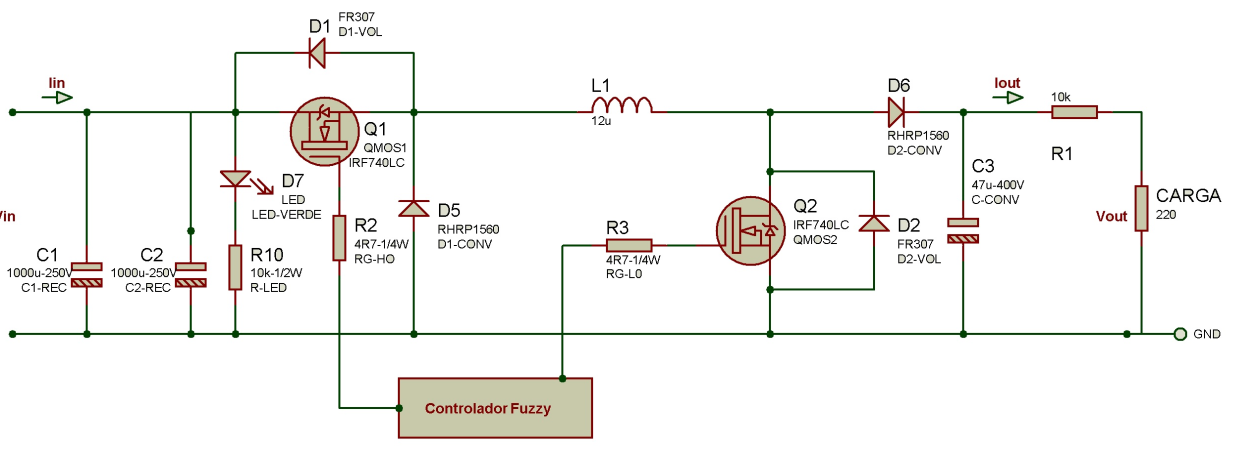 FR307
D1
D1-VOL
Iin
L1
12u
D6
RHRP1560
D2-CONV
Iout
10k
R1
Q1
QMOS1
IRF740LC
D7
LED
LED-VERDE
C3
47u-400V
C-CONV
CARGA
220
Vout
Vin
Q2
IRF740LC
QMOS2
D5
RHRP1560
D1-CONV
R2
4R7-1/4W
RG-HO
R3
4R7-1/4W
RG-L0
D2
FR307
D2-VOL
C1
1000u-250V
C1-REC
C2
1000u-250V
C2-REC
R10
10k-1/2W
R-LED
GND
Controlador Fuzzy